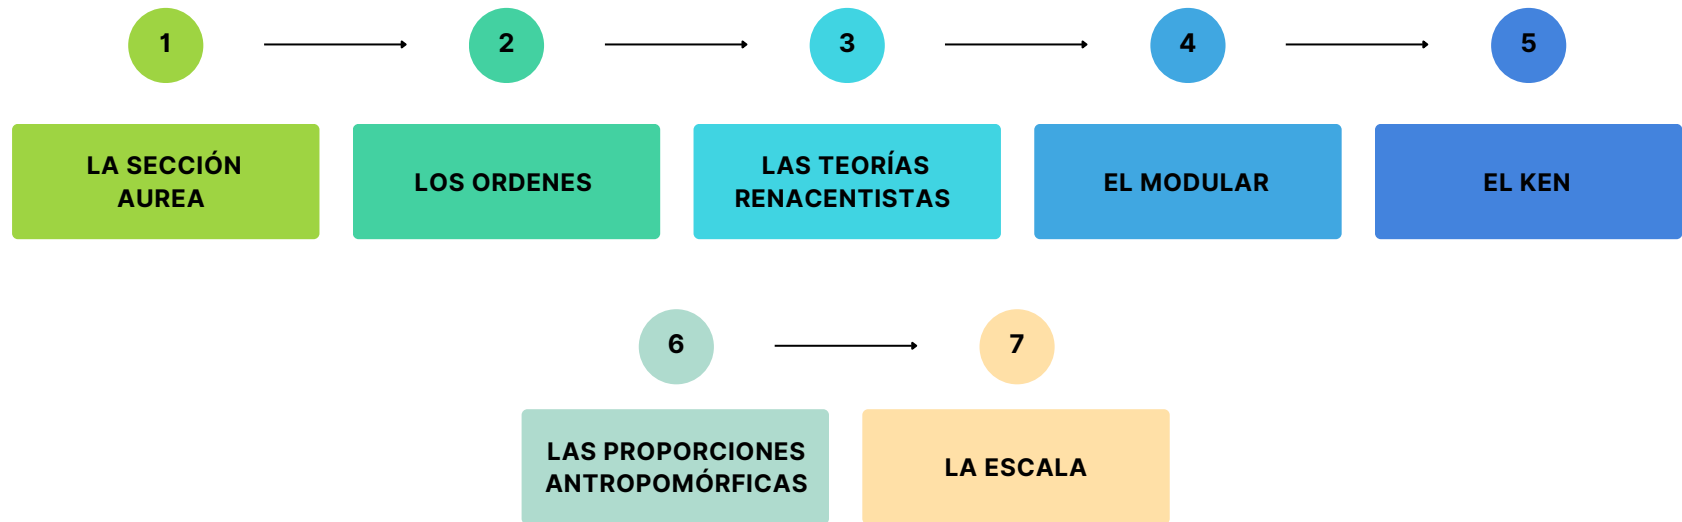 1
2
3
4
5
LA SECCIÓN
AUREA
LOS ORDENES
LAS TEORÍAS
RENACENTISTAS
EL MODULAR
EL KEN
6
7
LAS PROPORCIONES
ANTROPOMÓRFICAS
LA ESCALA